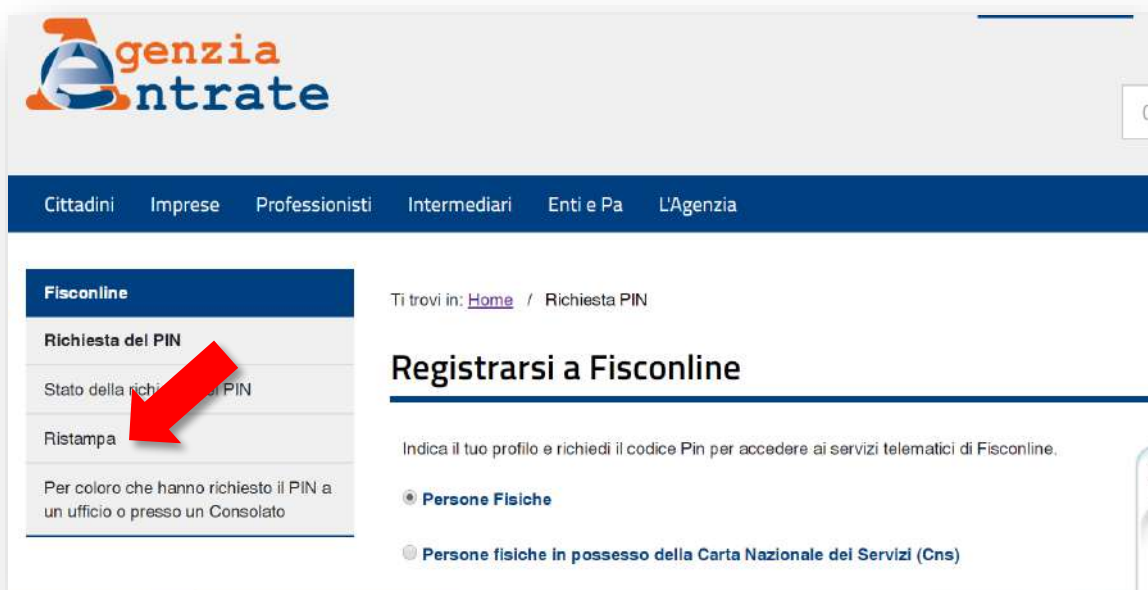 Agenzia
Entrate
Cittadini Imprese Professionisti Intermediari Enti e Pa L'Agenzia
Fisconline
Richiesta del PIN
Stato della PIN
Ristampa
Per coloro che hanno richiesto il PIN a
un ufficio o presso un Consolato
Ti trovi in: Home / Richiesta PIN
Registrarsi a Fisconline
Indica il tuo profilo e richiedi il codice Pin per accedere ai servizi telematici di Fisconline.
Persone Fisiche
Persone fisiche in possesso della Carta Nazionale dei Servizi (Cns)